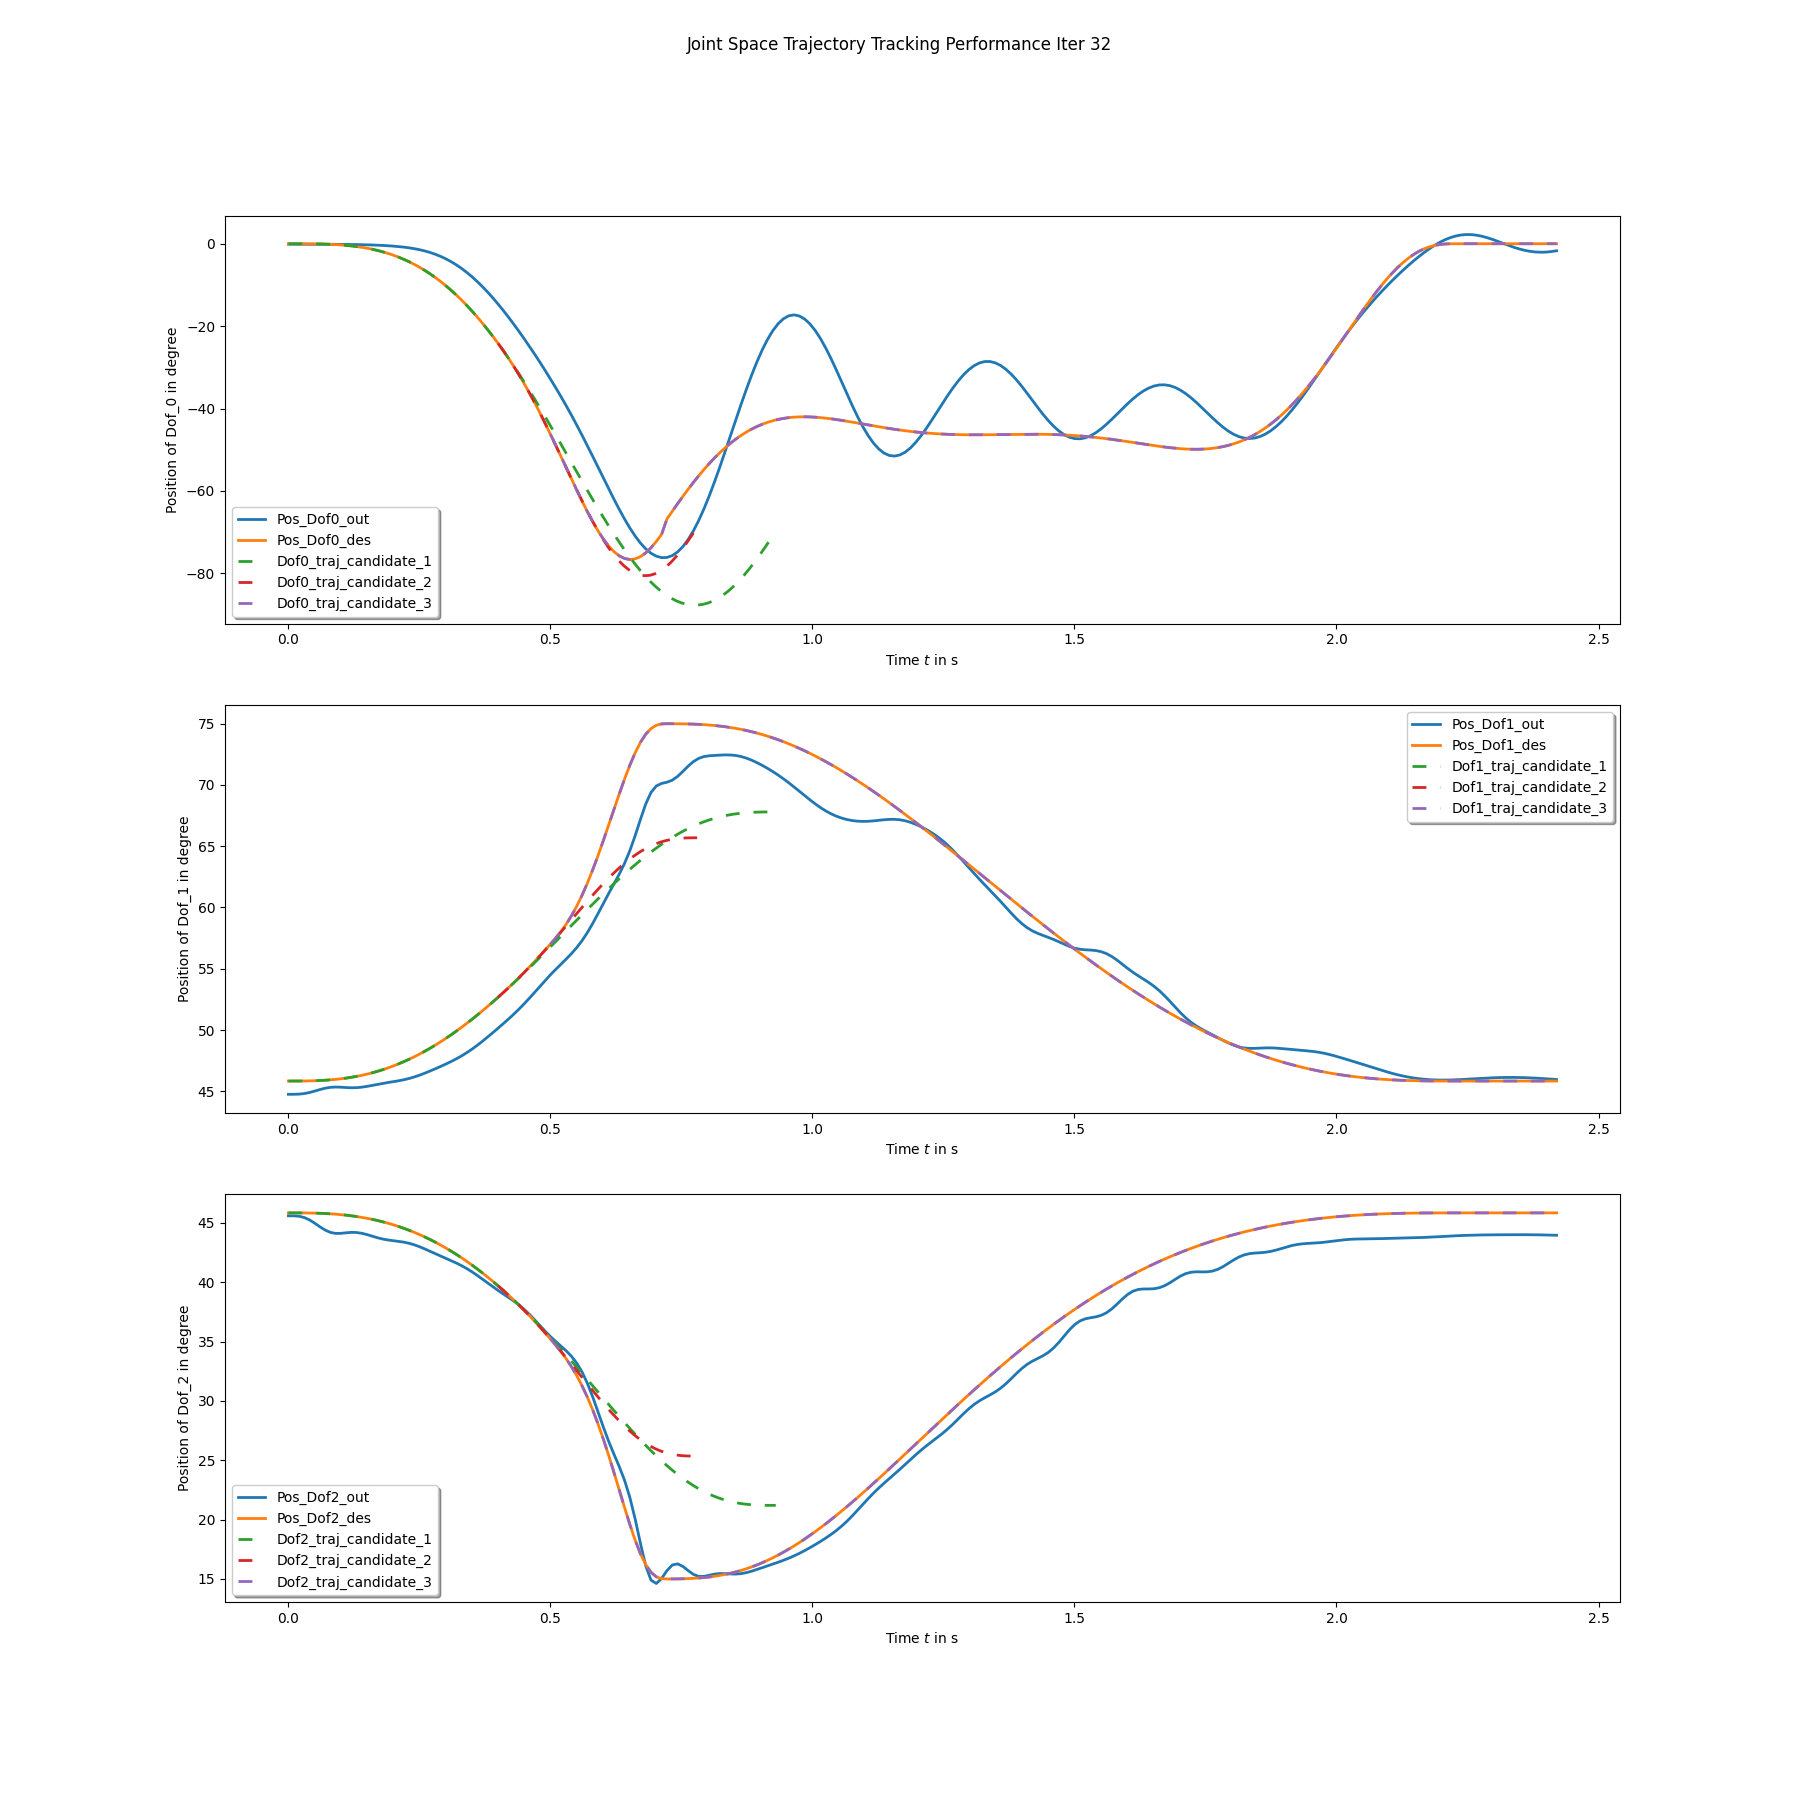 Joint Space Trajectory Tracking Performance Iter 32
Position of Dof_0 in degree
0
−20
−40
−60
−80
Pos_Dof0_out
Pos_Dof0_des
Dof0_traj_candidate_1
Dof0_traj_candidate_2
Dof0_traj_candidate_3
0.0 0.5 1.0 1.5 2.0 2.5
Time t in s
Position of Dof_1 in degree
75
70
65
60
55
50
45
Pos_Dof1_out
Pos_Dof1_des
Dof1_traj_candidate_1
Dof1_traj_candidate_2
Dof1_traj_candidate_3
0.0 0.5 1.0 1.5 2.0 2.5
Time t in s
Position of Dof_2 in degree
45
40
35
30
25
20
15
Pos_Dof2_out
Pos_Dof2_des
Dof2_traj_candidate_1
Dof2_traj_candidate_2
Dof2_traj_candidate_3
0.0 0.5 1.0 1.5 2.0 2.5
Time t in s